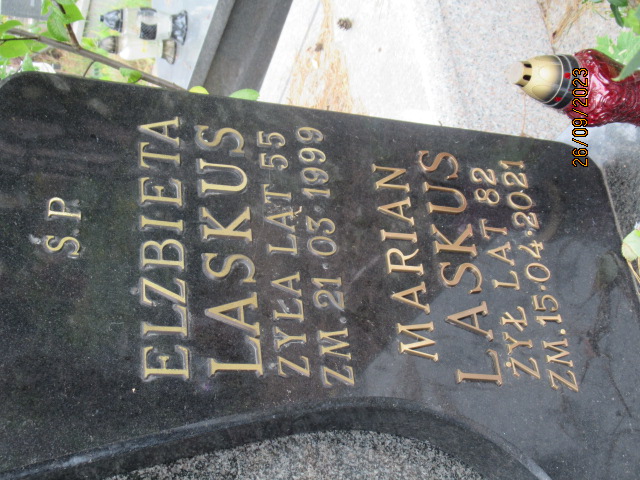 Ś.P.
ELŻBIETA
LASKUS
ŻYŁA LĄT 55
ZM. 21·03·1999
MARIAN
LASKUS
ŻYŁ LAT 82
ZM. 15·04·2021
26/09/2023